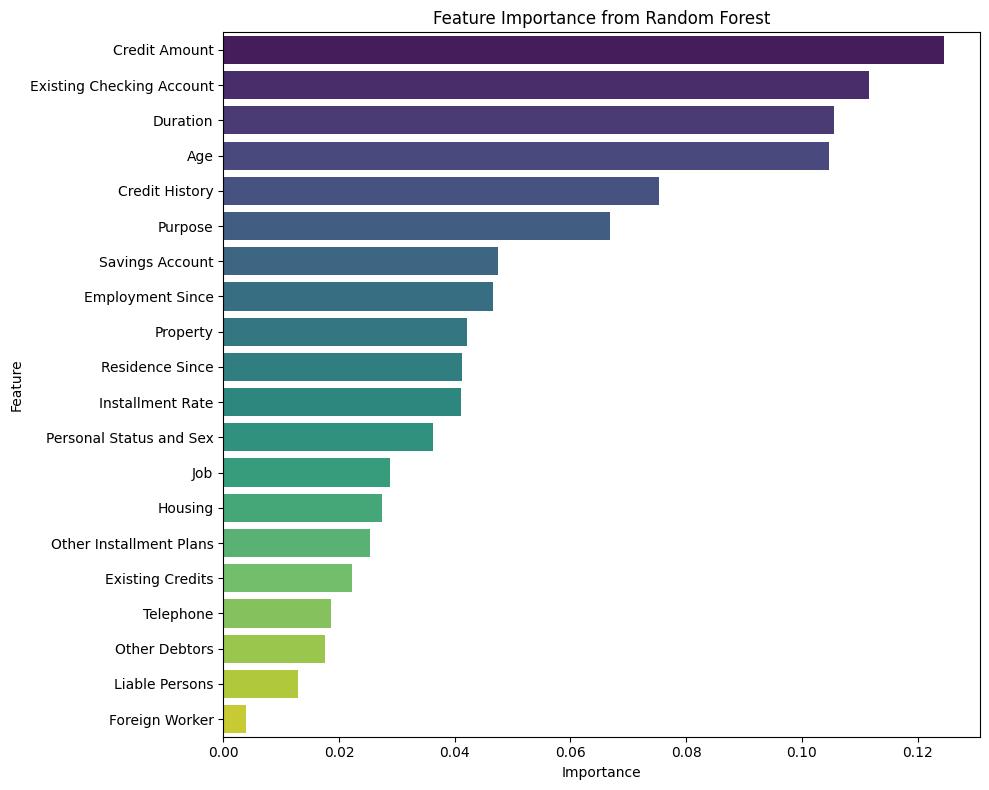 Feature Importance from Random Forest
Credit Amount
Existing Checking Account
Duration
Age
Credit History
Purpose
Savings Account
Employment Since
Property
Residence Since
Installment Rate
Personal Status and Sex
Job
Housing
Other Installment Plans
Existing Credits
Telephone
Other Debtors
Liable Persons
Foreign Worker
Feature
0.00 0.02 0.04 0.06 0.08 0.10 0.12
Importance